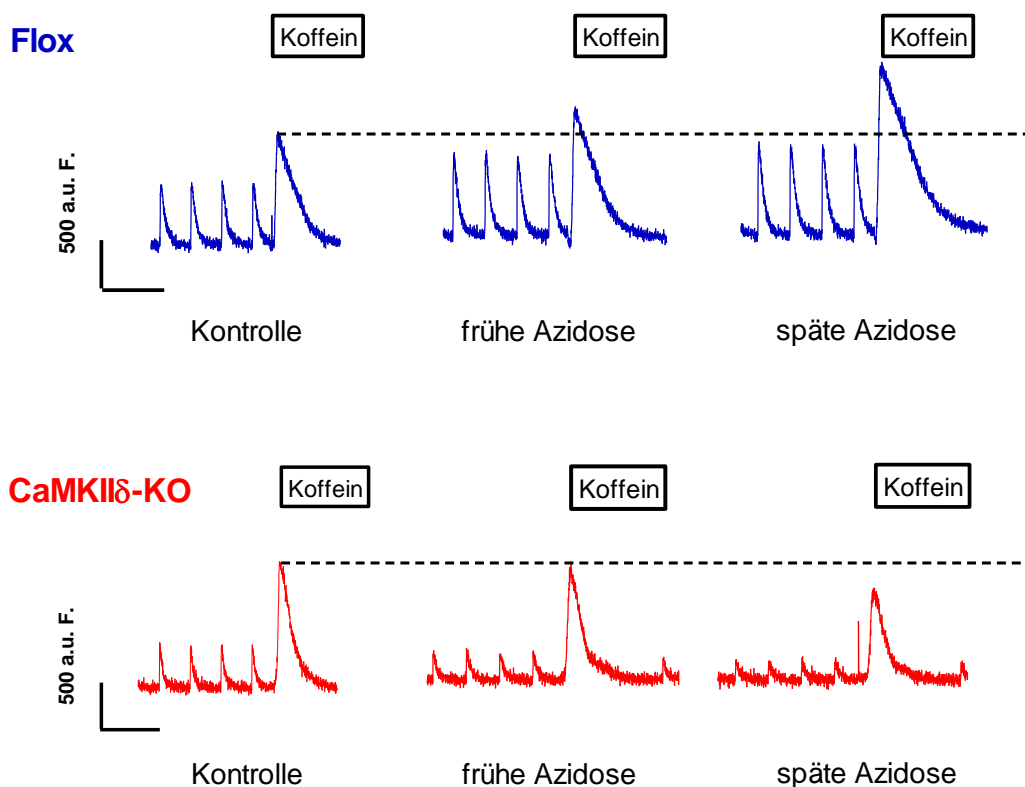 Flox
Koffein Koffein Koffein
500 a.u. F.
Kontrolle frühe Azidose späte Azidose
CaMKIIδ-KO
Koffein Koffein Koffein
500 a.u. F.
Kontrolle frühe Azidose späte Azidose